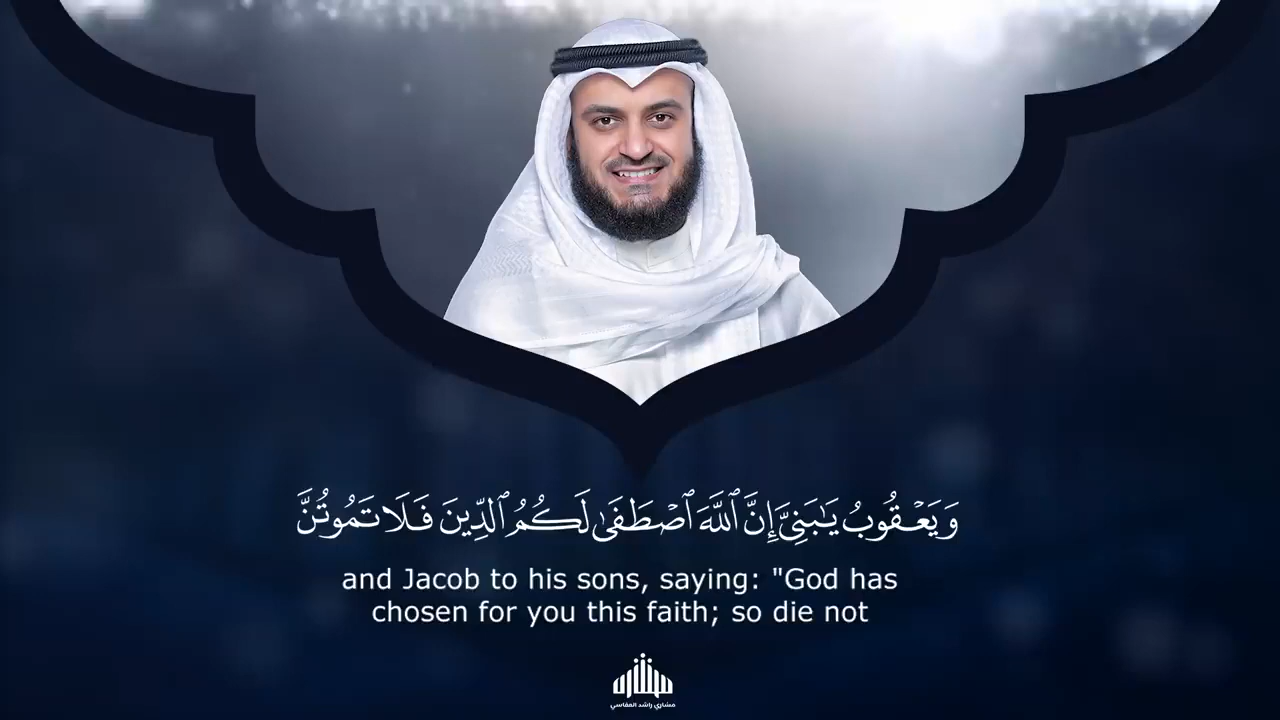 وَيَعْقُوبُ يَـٰبَنِىَّ إِنَّ ٱللَّهَ ٱصْطَفَىٰ لَكُمُ ٱلدِّينَ فَلَا تَمُوتُنَّ
and Jacob to his sons, saying: "God has
chosen for you this faith; so die not
مشاري
مشاري راشد العفاسي